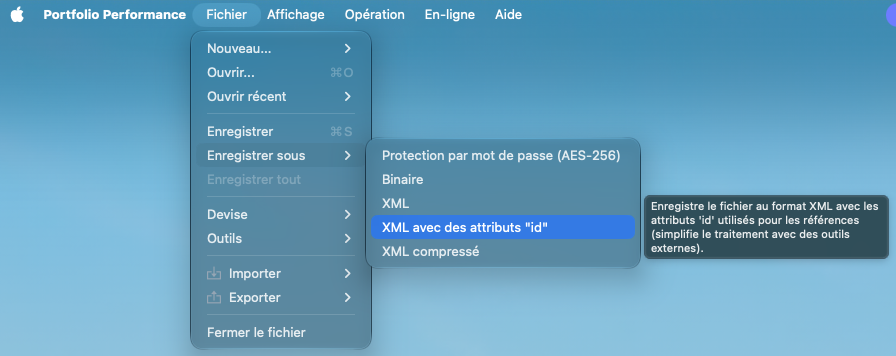 Portfolio Performance Fichier Affichage Opération En-ligne Aide
Nouveau...
Ouvrir... ⌘O
Ouvrir récent
Enregistrer ⌘S
Enregistrer sous
Enregistrer tout
Devise
Outils
Importer
Exporter
Fermer le fichier
Protection par mot de passe (AES-256)
Binaire
XML
XML avec des attributs "id"
XML compressé
Enregistre le fichier au format XML avec les
attributs 'id' utilisés pour les références
(simplifie le traitement avec des outils
externes).